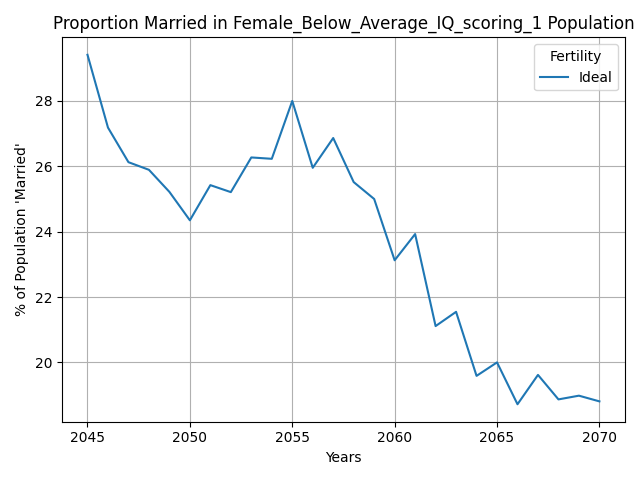 Proportion Married in Female_Below_Average_IQ_scoring_1 Population
Fertility
Ideal
% of Population 'Married'
28
26
24
22
20
2045 2050 2055 2060 2065 2070
Years